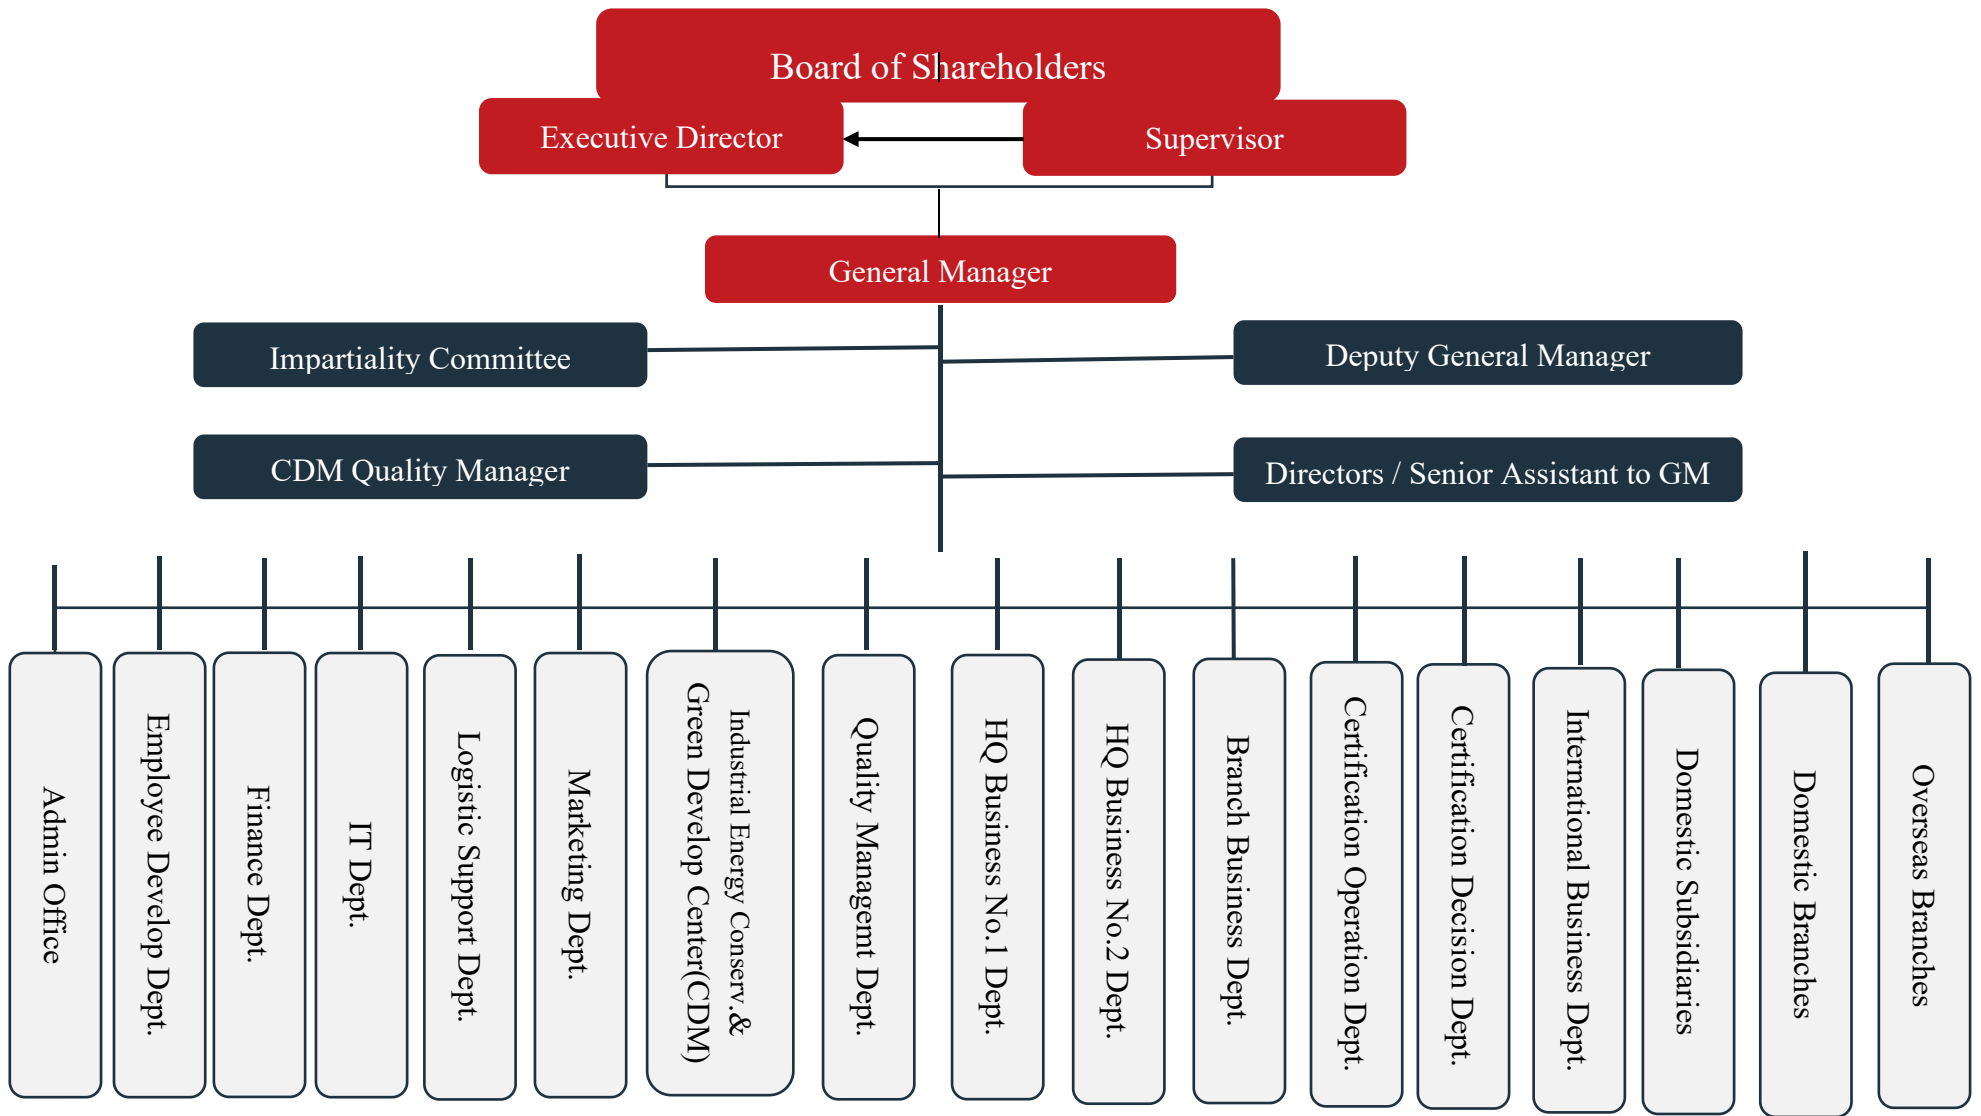 Board of Shareholders
Executive Director
Supervisor
General Manager
Impartiality Committee
Deputy General Manager
CDM Quality Manager
Directors / Senior Assistant to GM
Admin Office
Employee Develop Dept.
Finance Dept.
IT Dept.
Logistic Support Dept.
Marketing Dept.
Industrial Energy Conserv.&
Green Develop Center(CDM)
Quality Managemt Dept.
HQ Business No.1 Dept.
HQ Business No.2 Dept.
Branch Business Dept.
Certification Operation Dept.
Certification Decision Dept.
International Business Dept.
Domestic Subsidiaries
Domestic Branches
Overseas Branches